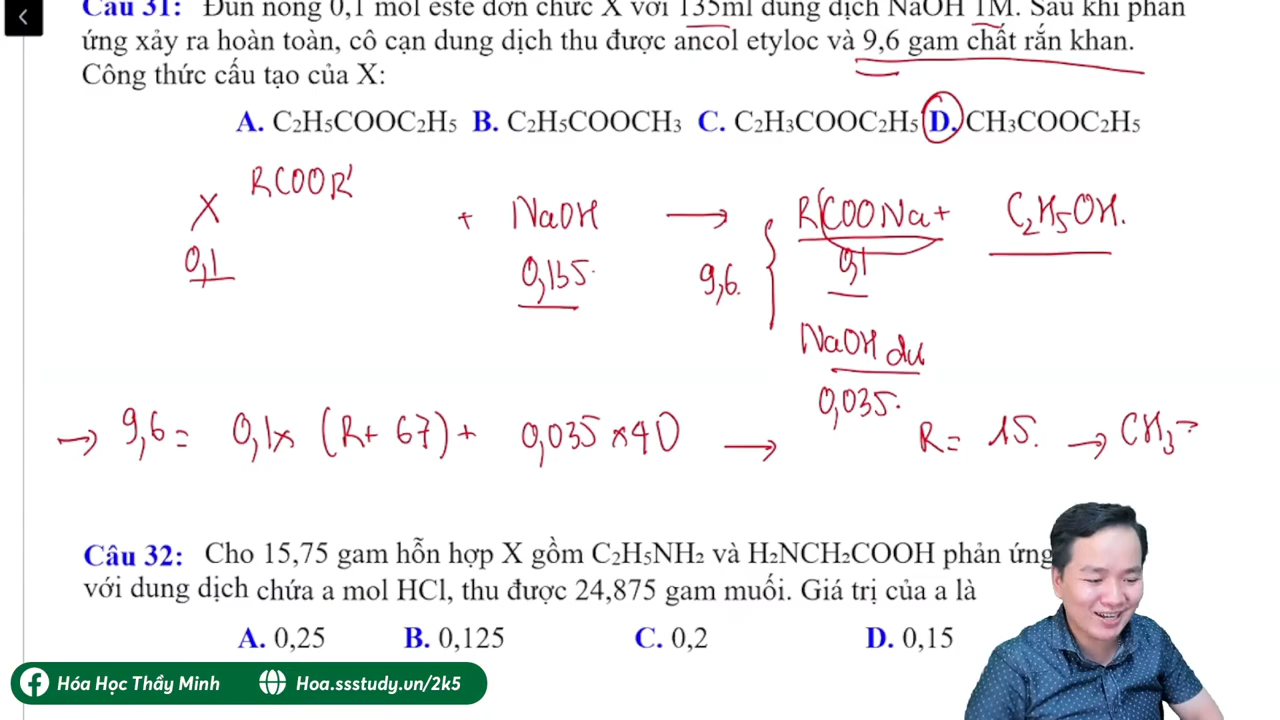 Câu 31: Đun nóng 0,1 mol este đơn chức X với 135ml dung dịch NaOH 1M. Sau khi phản
ứng xảy ra hoàn toàn, cô cạn dung dịch thu được ancol etyloc và 9,6 gam chất rắn khan.
Công thức cấu tạo của X:
A. C2H5COOC2H5 B. C2H5COOCH3 C. C2H3COOC2H5 D. CH3COOC2H5
RCOOR'
X + NaOH → RCOONa + C2H5OH.
0,1 0,135. 9,6. 0,1
NaOH dư
0,035.
→ 9,6 = 0,1x (R+ 67) + 0,035 x 40 → R = 15. → CH3-
Câu 32: Cho 15,75 gam hỗn hợp X gồm C2H5NH2 và H2NCH2COOH phản ứng
với dung dịch chứa a mol HCl, thu được 24,875 gam muối. Giá trị của a là
A. 0,25 B. 0,125 C. 0,2 D. 0,15
Hóa Học Thầy Minh Hoa.ssstudy.vn/2k5